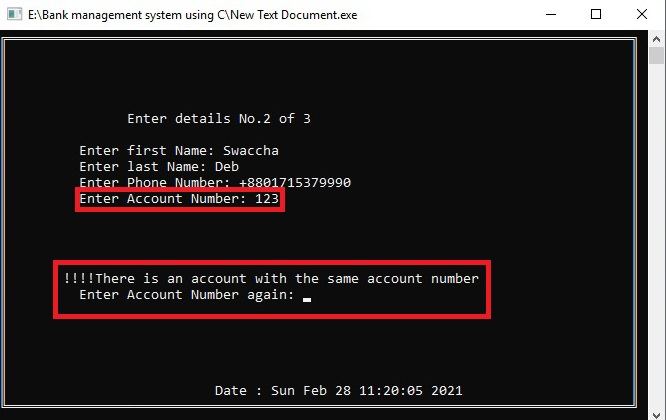 E:\Bank management system using C\New Text Document.exe
Enter details No.2 of 3
Enter first Name: Swaccha
Enter last Name: Deb
Enter Phone Number: +8801715379990
Enter Account Number: 123
!!!!There is an account with the same account number
Enter Account Number again:
Date : Sun Feb 28 11:20:05 2021